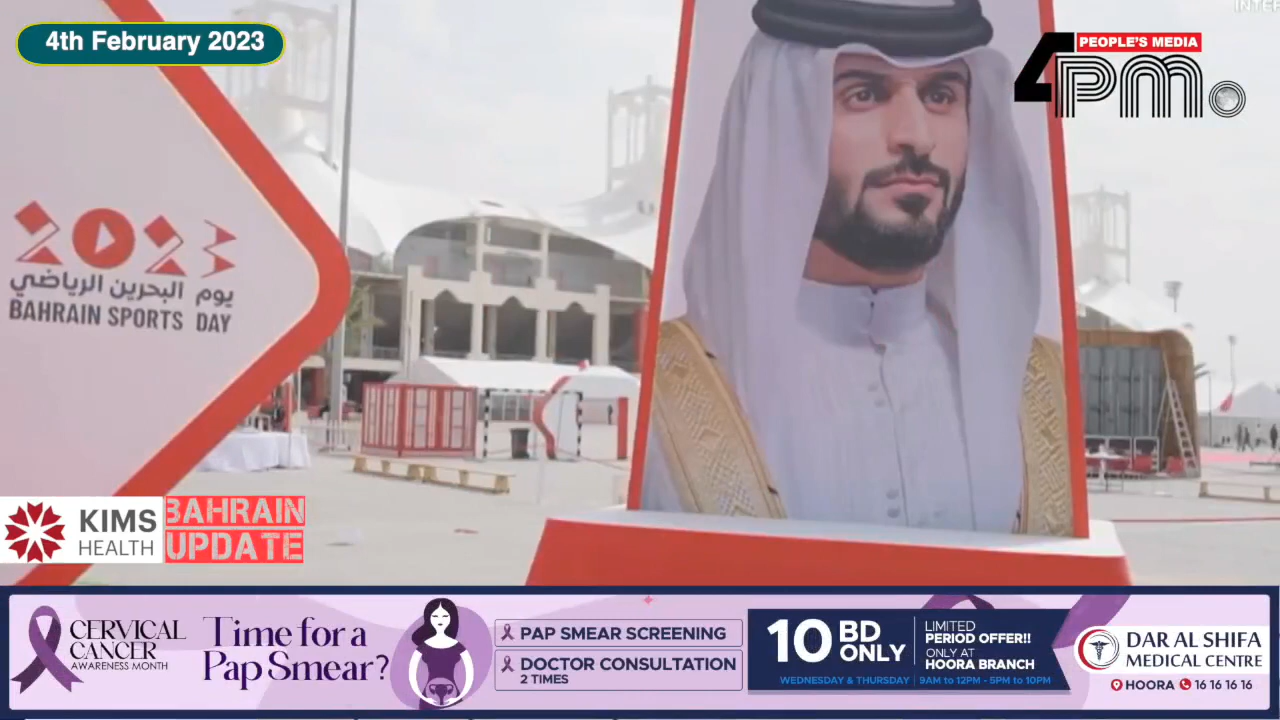 4th February 2023
PEOPLE'S MEDIA
4PM
2023
يوم البحرين الرياضي
BAHRAIN SPORTS DAY
KIMS
HEALTH
BAHRAIN
UPDATE
CERVICAL
CANCER
AWARENESS MONTH
Time for a
Pap Smear?
PAP SMEAR SCREENING
DOCTOR CONSULTATION
2 TIMES
10 BD
ONLY
LIMITED
PERIOD OFFER!!
ONLY AT
HOORA BRANCH
WEDNESDAY & THURSDAY | 9AM to 12PM - 5PM to 10PM
DAR AL SHIFA
MEDICAL CENTRE
HOORA 16 16 16 16